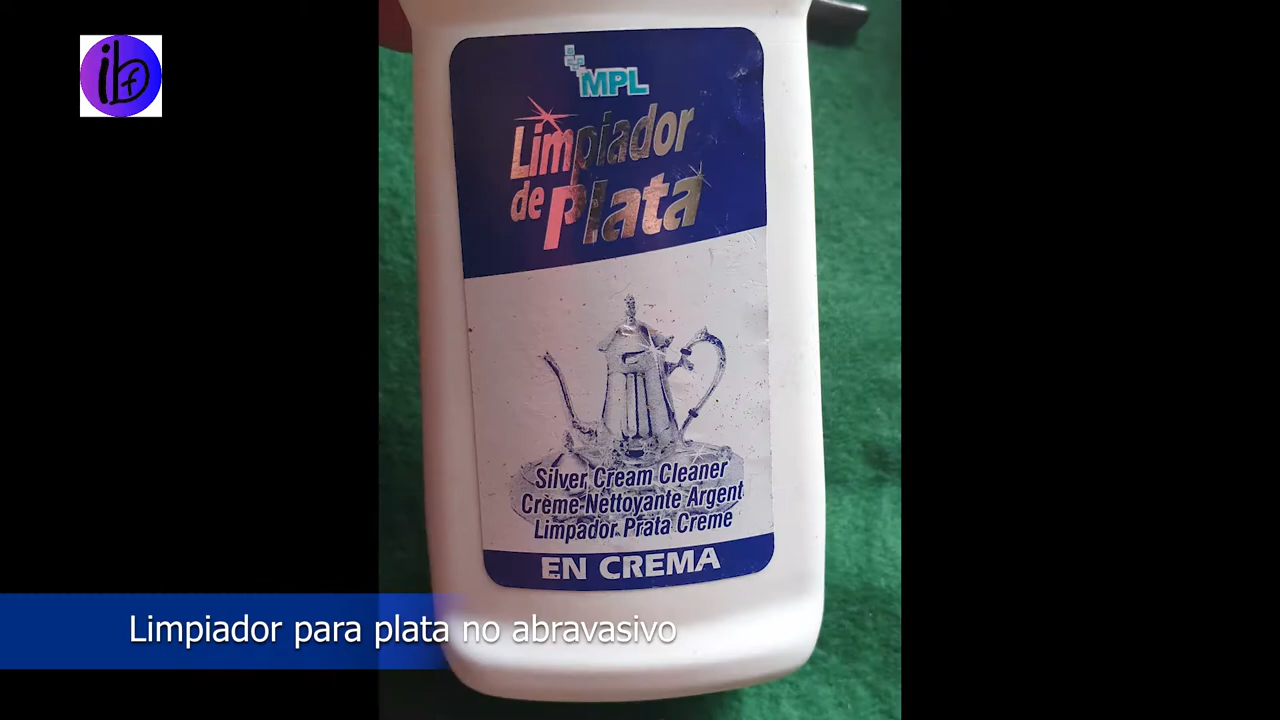 ibf
MPL
Limpiador
de Plata
Silver Cream Cleaner
Crème-Nettoyante Argent
Limpador Prata Creme
EN CREMA
Limpiador para plata no abravasivo